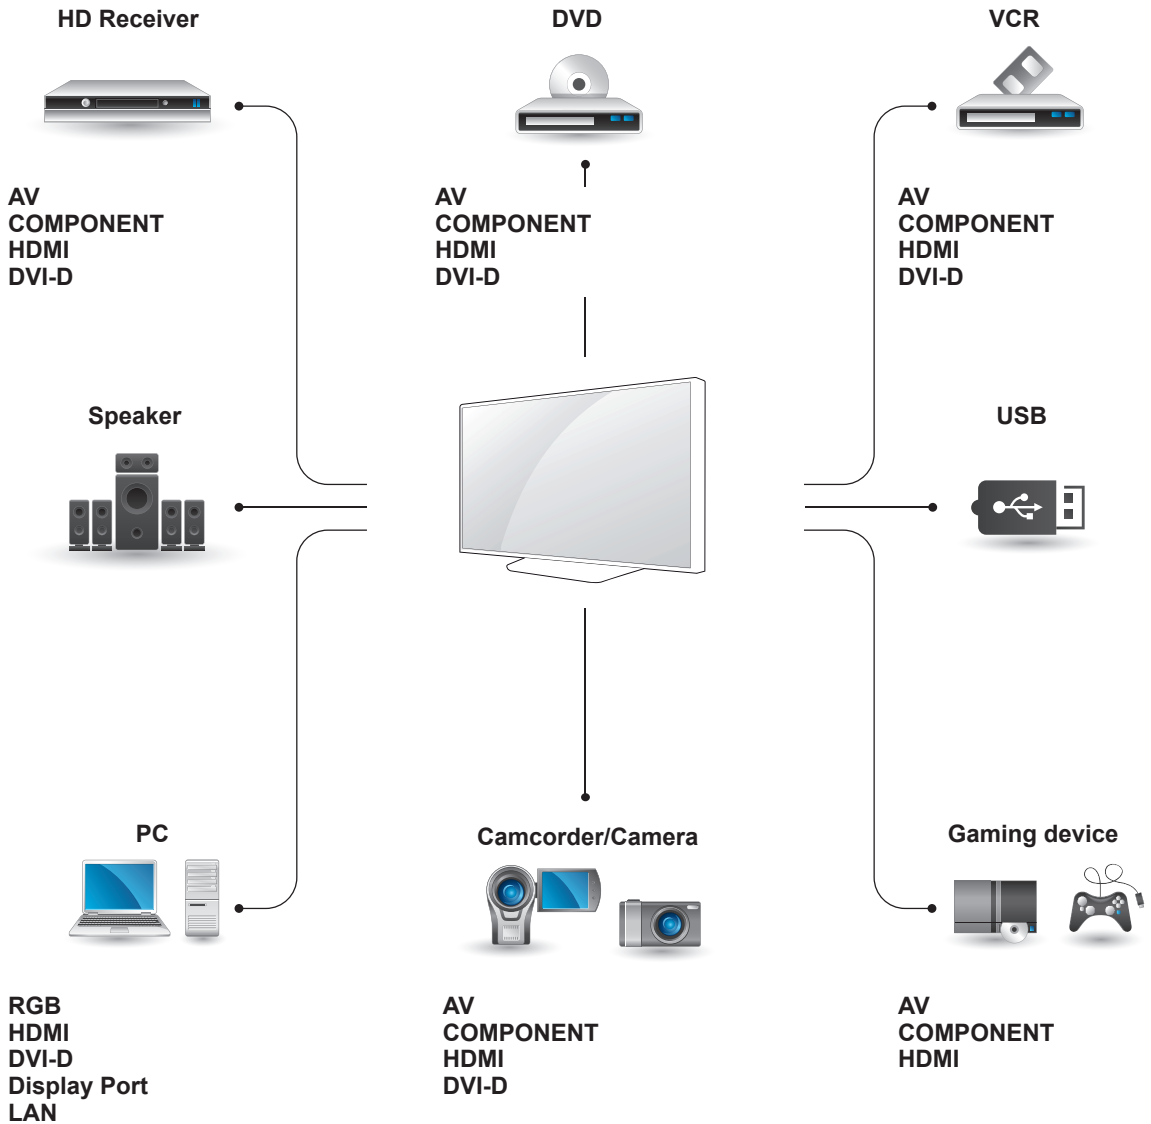 HD Receiver
AV
COMPONENT
HDMI
DVI-D
DVD
AV
COMPONENT
HDMI
DVI-D
VCR
AV
COMPONENT
HDMI
DVI-D
Speaker
USB
PC
RGB
HDMI
DVI-D
Display Port
LAN
Camcorder/Camera
AV
COMPONENT
HDMI
DVI-D
Gaming device
AV
COMPONENT
HDMI